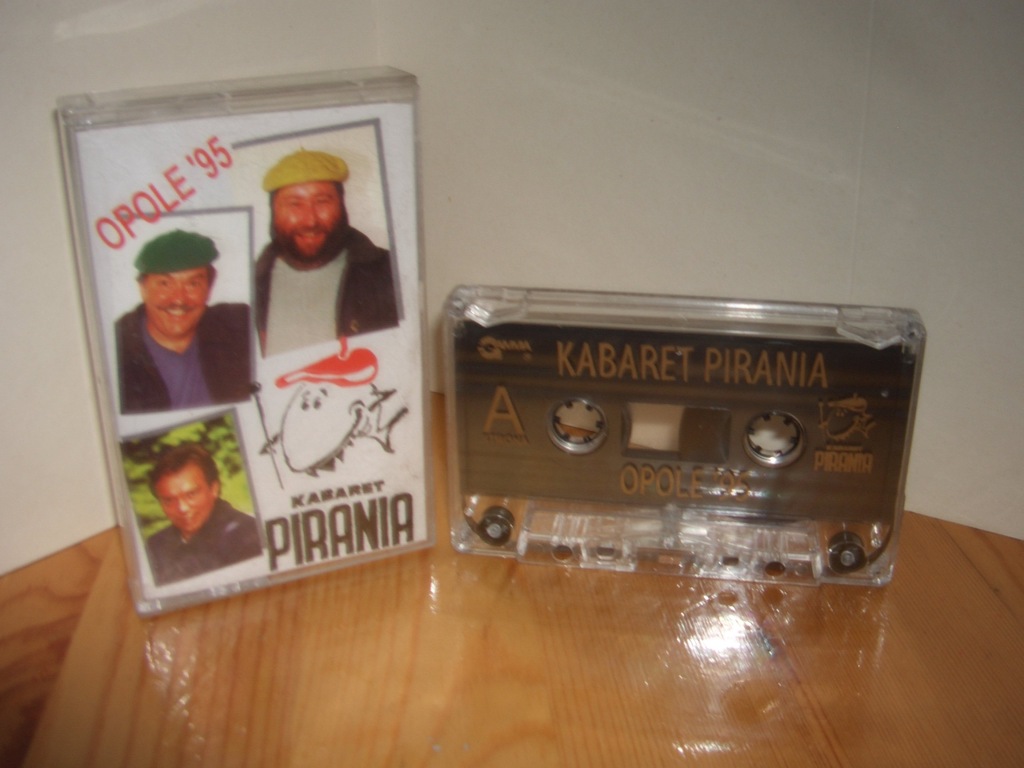 OPOLE '95
KABARET
PIRANIA
KABARET PIRANIA
A
PIRANIA
OPOLE '95